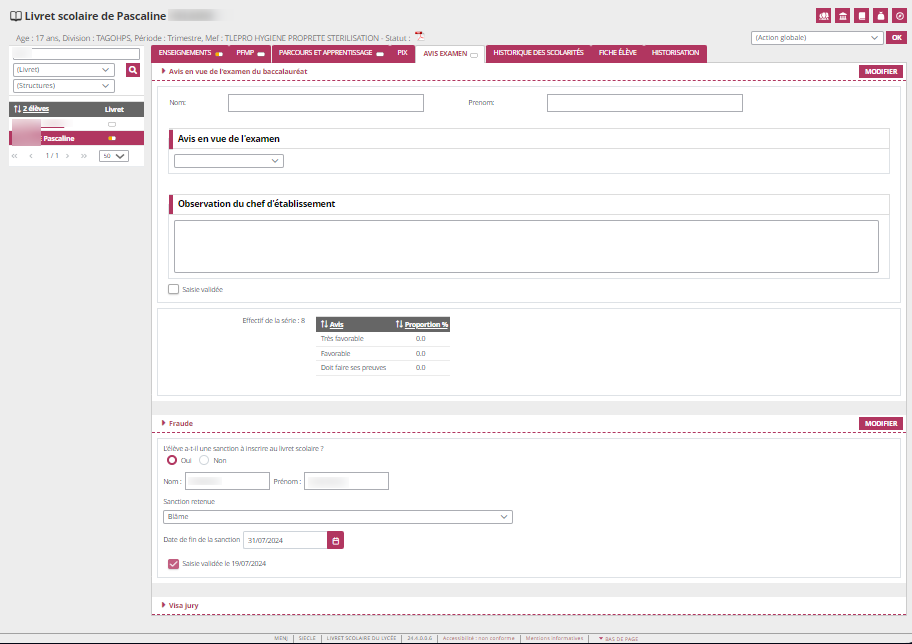 Livret scolaire de Pascaline
Age : 17 ans, Division : TAGOHPS, Période : Trimestre, Mef : TLEPRO HYGIENE PROPRETE STERILISATION - Statut :
(Action globale)
OK
(Livret)
(Structures)
2 élèves
Livret
Pascaline
1 / 1
50
ENSEIGNEMENTS
PFMP
PARCOURS ET APPRENTISSAGE
PIX
AVIS EXAMEN
HISTORIQUE DES SCOLARITÉS
FICHE ÉLÈVE
HISTORISATION
Avis en vue de l'examen du baccalauréat
MODIFIER
Nom:
Prenom:
Avis en vue de l'examen
Observation du chef d'établissement
Saisie validée
Effectif de la série : 8
Avis
Proportion %
Très favorable
0.0
Favorable
0.0
Doit faire ses preuves
0.0
Fraude
MODIFIER
L'élève a-t-il une sanction à inscrire au livret scolaire ?
Oui
Non
Nom :
Prénom :
Sanction retenue
Blâme
Date de fin de la sanction
31/07/2024
Saisie validée le 19/07/2024
Visa jury
MENJ
SIECLE
LIVRET SCOLAIRE DU LYCÉE
24.4.0.0.6
Accessibilité : non conforme
Mentions informatives
BAS DE PAGE